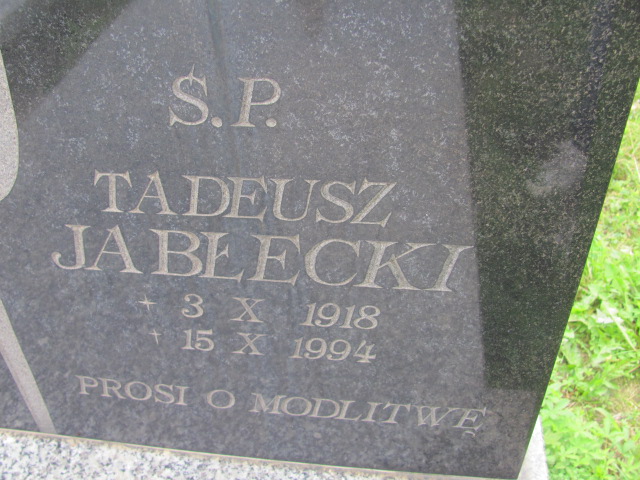 Ś.P.
TADEUSZ
JABŁECKI
* 3 X 1918
† 15 X 1994
PROSI O MODLITWĘ